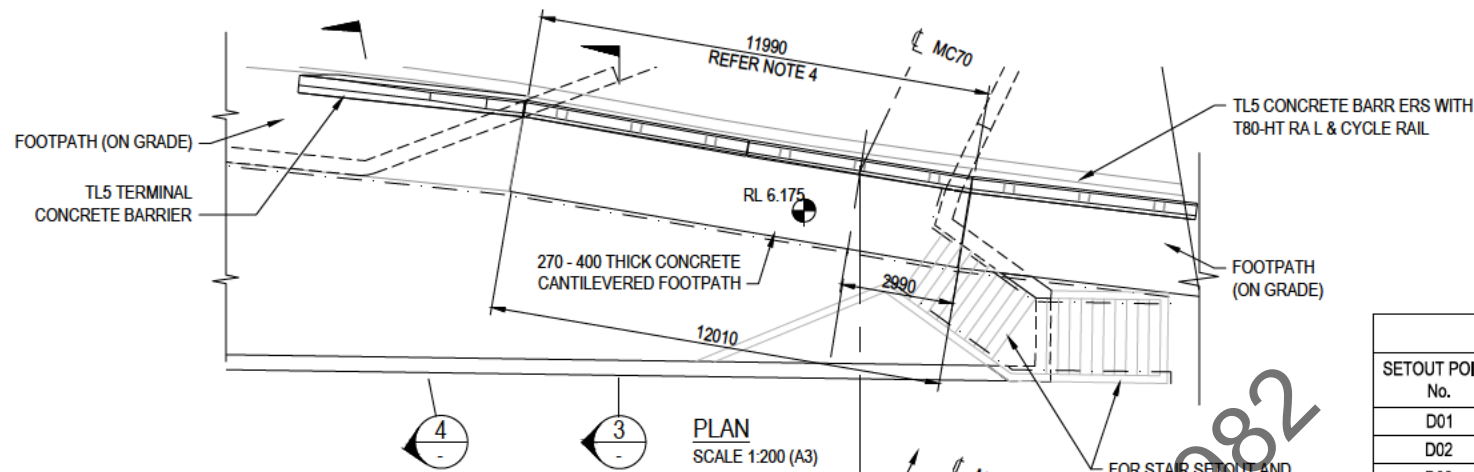 11990
REFER NOTE 4
℄ MC70
FOOTPATH (ON GRADE)
TL5 CONCRETE BARR ERS WITH
T80-HT RA L & CYCLE RAIL
TL5 TERMINAL
CONCRETE BARRIER
RL 6.175
270 - 400 THICK CONCRETE
CANTILEVERED FOOTPATH
2990
FOOTPATH
(ON GRADE)
12010
SETOUT
No.
D01
D02
4
-
3
-
PLAN
SCALE 1:200 (A3)
982
℄
FOR STAIR SETOUT AND